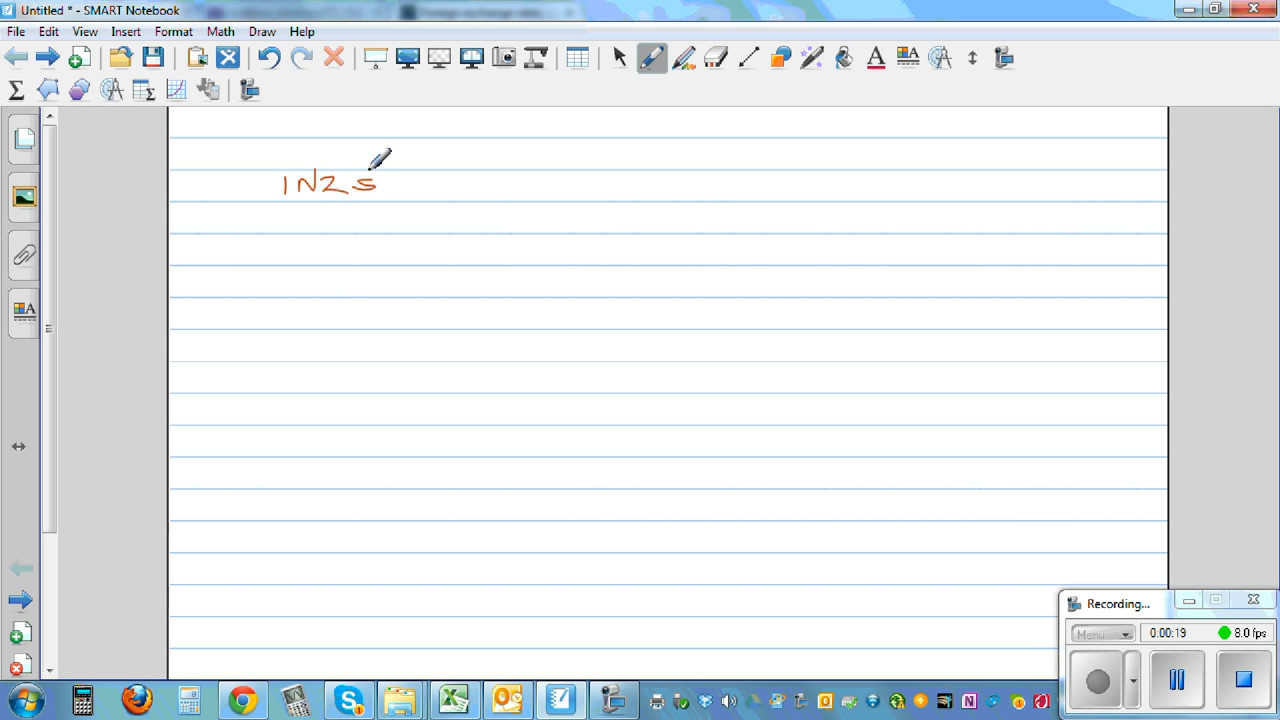 Untitled * - SMART Notebook
File Edit View Insert Format Math Draw Help
1NZS
Recording...
Menu
0:00:19
8.0 fps